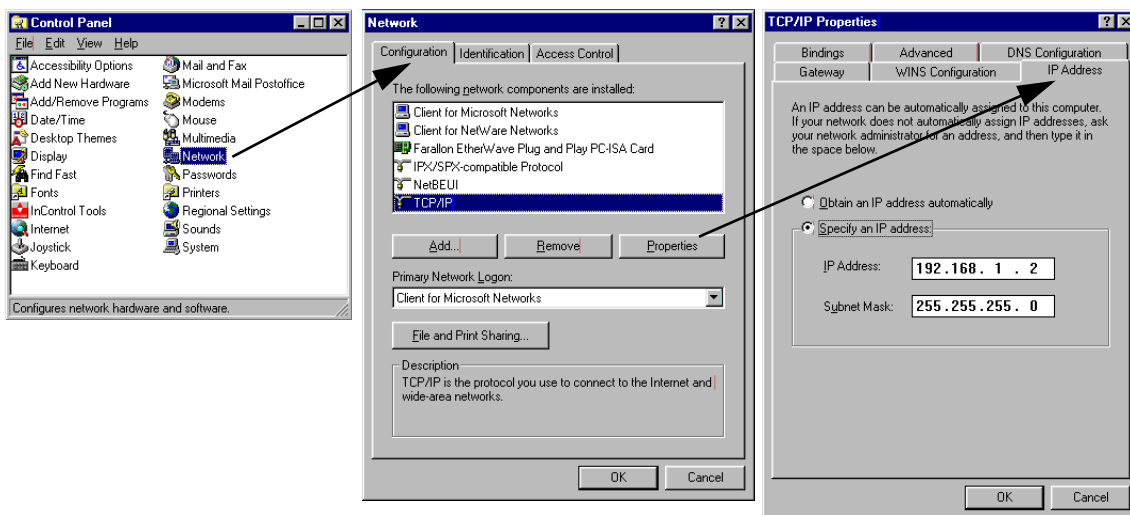 Control Panel
File Edit View Help
Accessibility Options
Add New Hardware
Add/Remove Programs
Date/Time
Desktop Themes
Display
Find Fast
Fonts
InControl Tools
Internet
Joystick
Keyboard
Mail and Fax
Microsoft Mail Postoffice
Modems
Mouse
Multimedia
Network
Passwords
Printers
Regional Settings
Sounds
System
Configures network hardware and software.
Network
Configuration Identification Access Control
The following network components are installed:
Client for Microsoft Networks
Client for NetWare Networks
Farallon EtherWave Plug and Play PC-ISA Card
IPX/SPX-compatible Protocol
NetBEUI
TCP/IP
Add... Remove Properties
Primary Network Logon:
Client for Microsoft Networks
File and Print Sharing...
Description
TCP/IP is the protocol you use to connect to the Internet and
wide-area networks.
OK Cancel
TCP/IP Properties
Bindings Advanced DNS Configuration
Gateway WINS Configuration IP Address
An IP address can be automatically assigned to this computer.
If your network does not automatically assign IP addresses, ask
your network administrator for an address, and then type it in
the space below.
Obtain an IP address automatically
Specify an IP address:
IP Address: 192.168. 1 . 2
Subnet Mask: 255.255.255. 0
OK Cancel